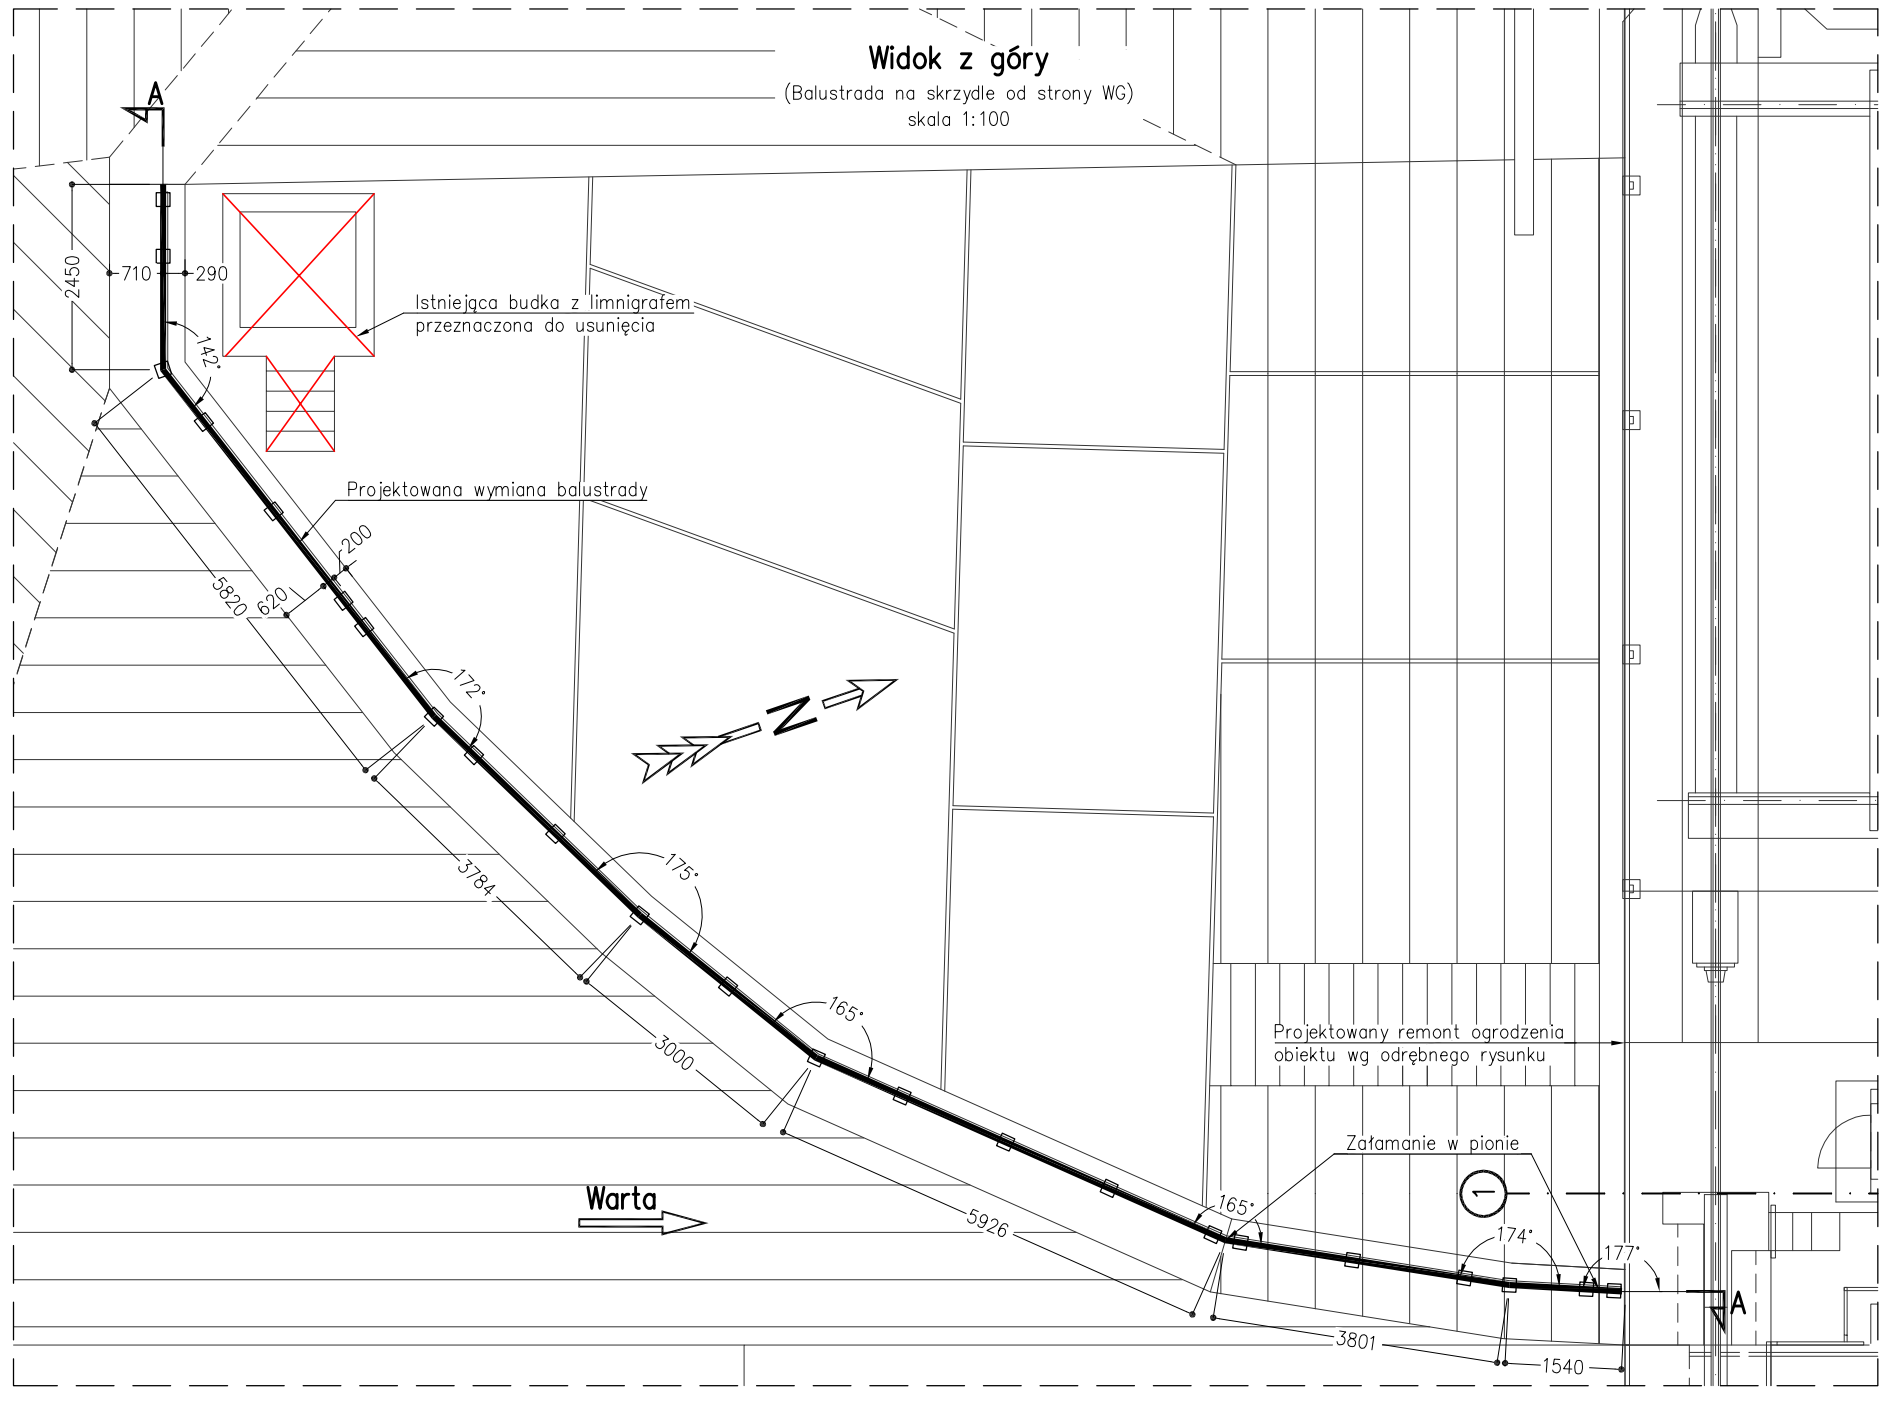 Widok z góry
(Balustrada na skrzydle od strony WG)
skala 1:100
A
2450
710
290
Istniejąca budka z limnigrafem
przeznaczona do usunięcia
142°
Projektowana wymiana balustrady
200
620
5820
172°
N
175°
3784
165°
3000
Projektowany remont ogrodzenia
obiektu wg odrębnego rysunku
Załamanie w pionie
1
Warta
5926
165°
174°
177°
A
3801
1540